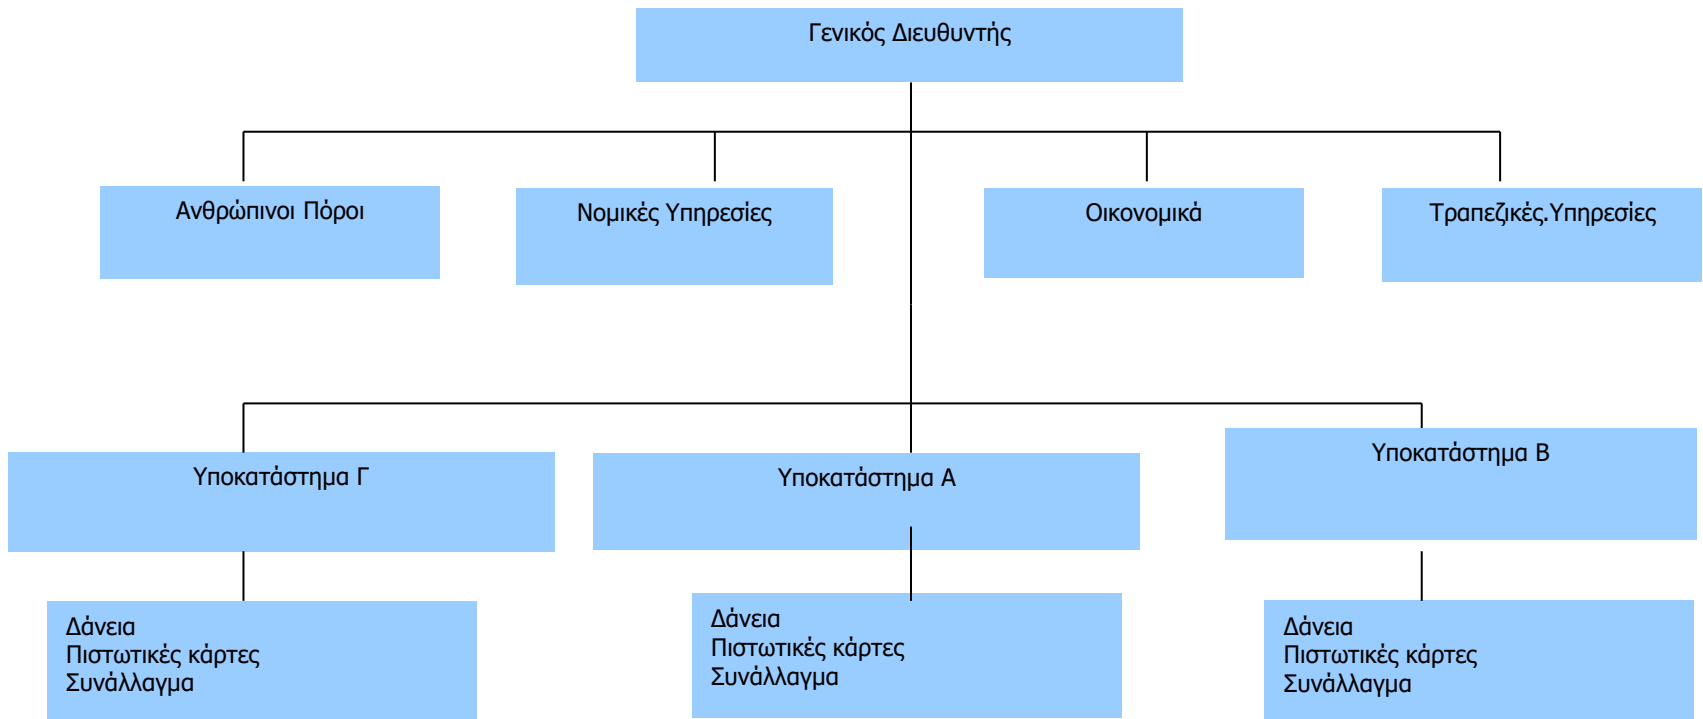 Γενικός Διευθυντής
Ανθρώπινοι Πόροι
Νομικές Υπηρεσίες
Οικονομικά
Τραπεζικές.Υπηρεσίες
Υποκατάστημα Γ
Υποκατάστημα Α
Υποκατάστημα Β
Δάνεια
Πιστωτικές κάρτες
Συνάλλαγμα
Δάνεια
Πιστωτικές κάρτες
Συνάλλαγμα
Δάνεια
Πιστωτικές κάρτες
Συνάλλαγμα